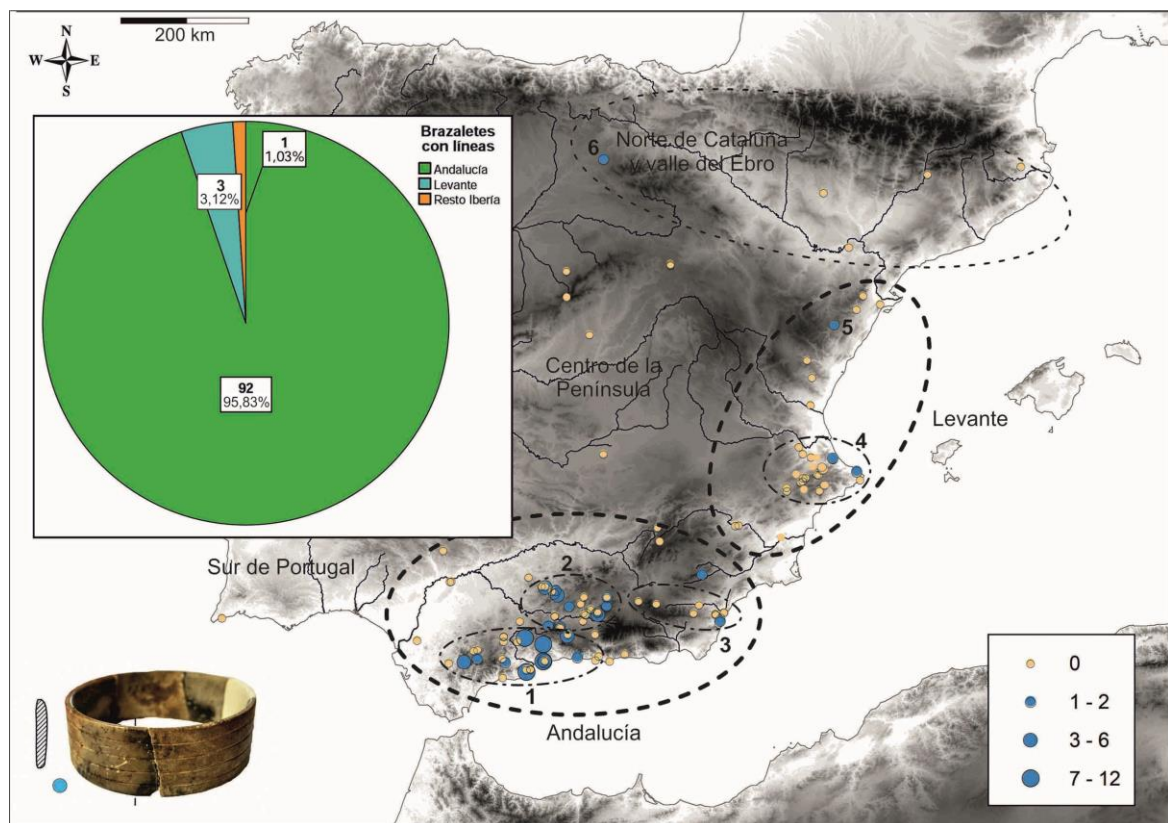 200 km
N
W
E
S
Brazaletes
con líneas
Andalucía
Levante
Resto Ibería
1
1,03%
3
3,12%
92
95,83%
6
Norte de Cataluña
y valle del Ebro
5
Centro de la
Península
Levante
4
Sur de Portugal
2
3
1
Andalucía
0
1 - 2
3 - 6
7 - 12